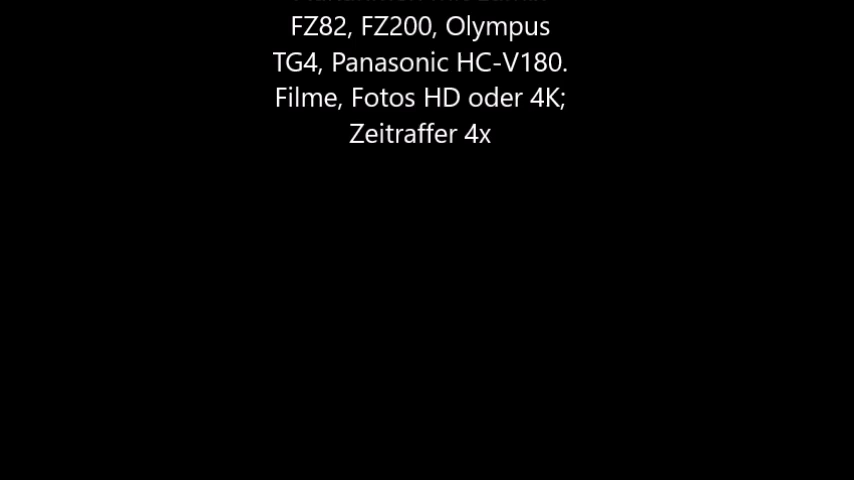 FZ82, FZ200, Olympus
TG4, Panasonic HC-V180.
Filme, Fotos HD oder 4K;
Zeitraffer 4x